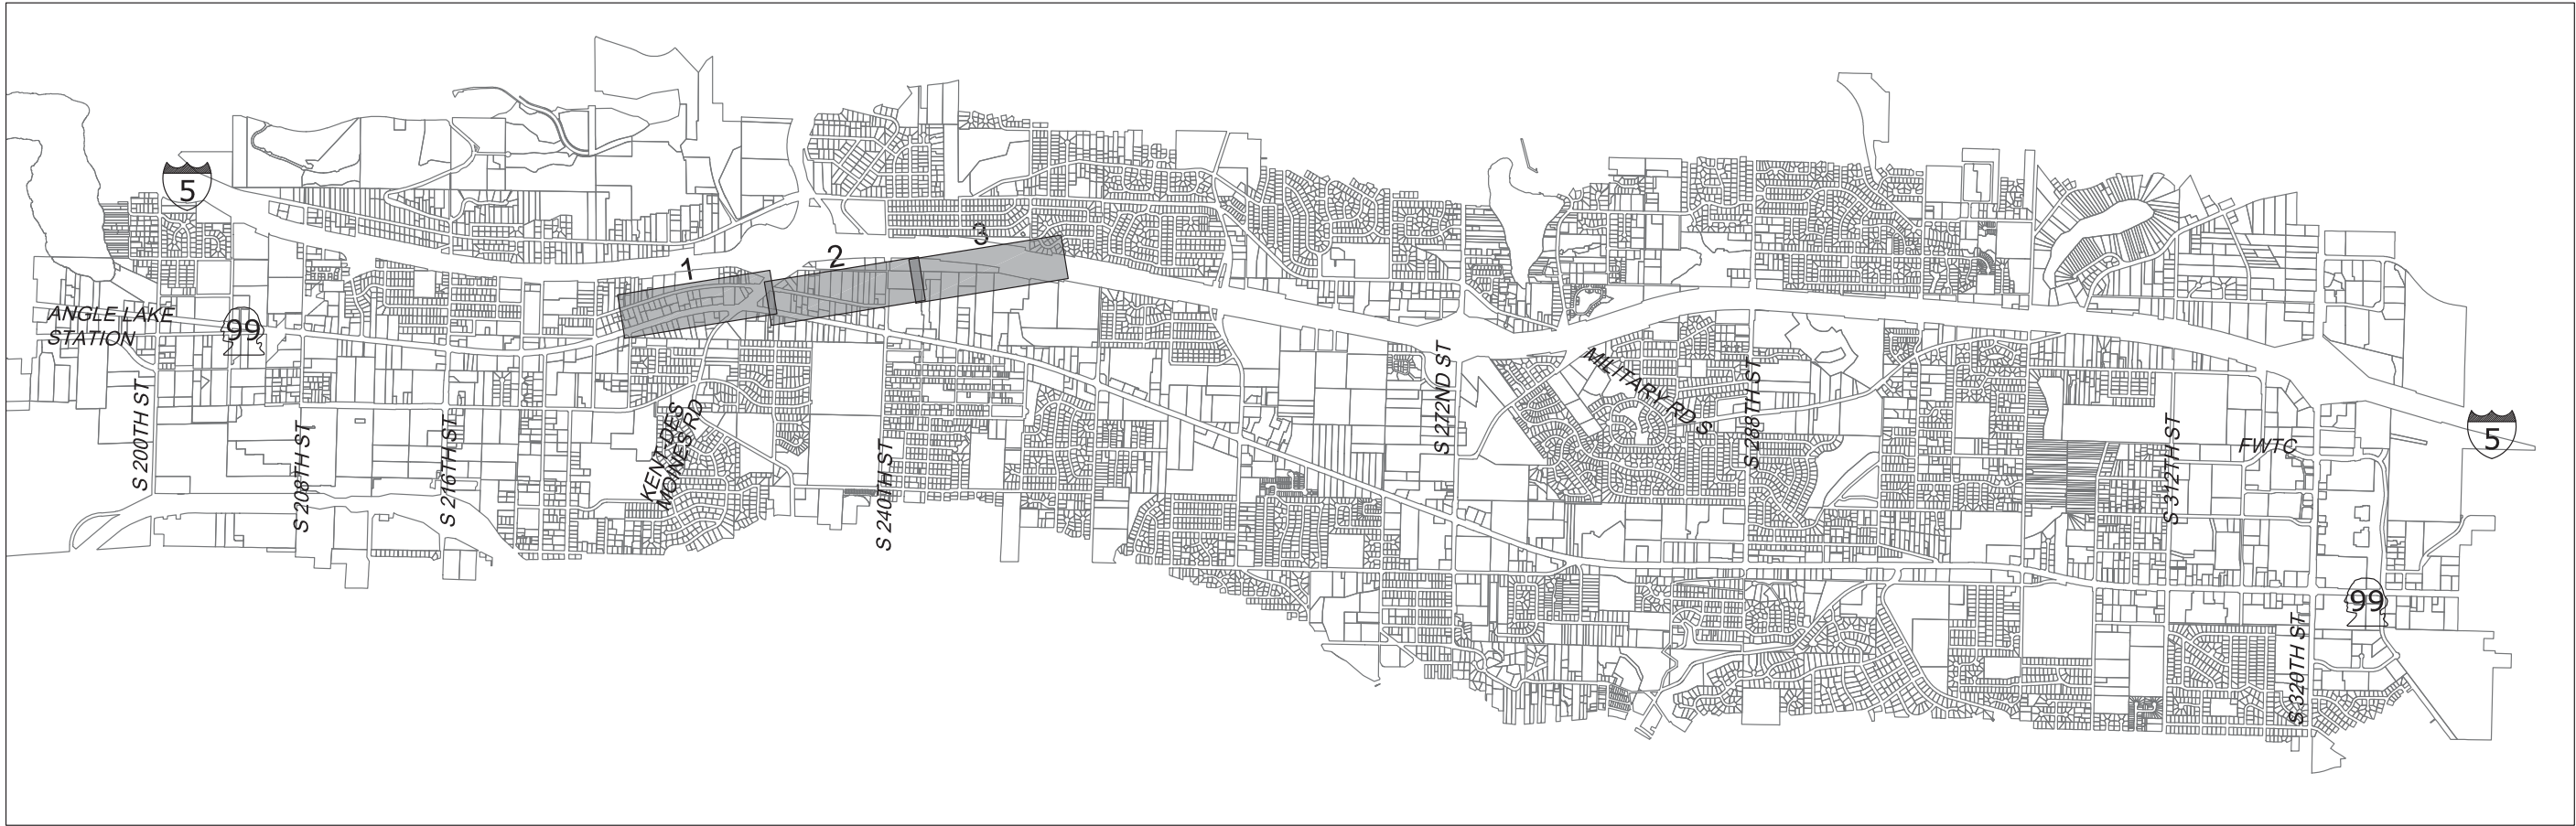 5
1
2
3
ANGLE LAKE
STATION
99
S 200TH ST
S 208TH ST
S 216TH ST
KENT-DES
MOINES RD
S 240TH ST
S 272ND ST
MILITARY RD S
S 288TH ST
S 312TH ST
FWTC
5
99
S 320TH ST